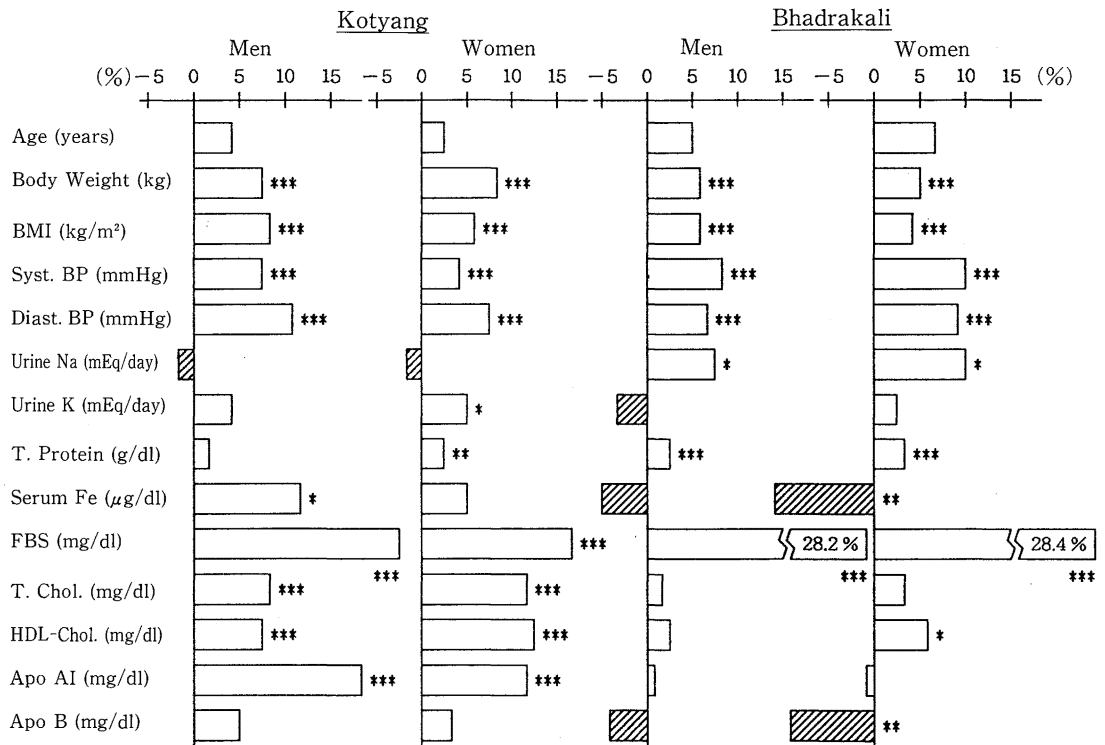 Kotyang Bhadrakali
Men Women Men Women
(%) −5 0 5 10 −5 0 5 10 −5 0 5 10 15 −5 0 5 10 15 (%)
Age (years)
Body Weight (kg) *** *** *** ***
BMI (kg/m²) *** *** *** ***
Syst. BP (mmHg) *** *** *** ***
Diast. BP (mmHg) *** *** *** ***
Urine Na (mEq/day) * *
Urine K (mEq/day) *
T. Protein (g/dl) ** *** ***
Serum Fe (μg/dl) * **
FBS (mg/dl) *** 28.2 % 28.4 %
*** *** ***
T. Chol. (mg/dl) *** ***
HDL-Chol. (mg/dl) *** *** *
Apo AI (mg/dl) *** ***
Apo B (mg/dl) **